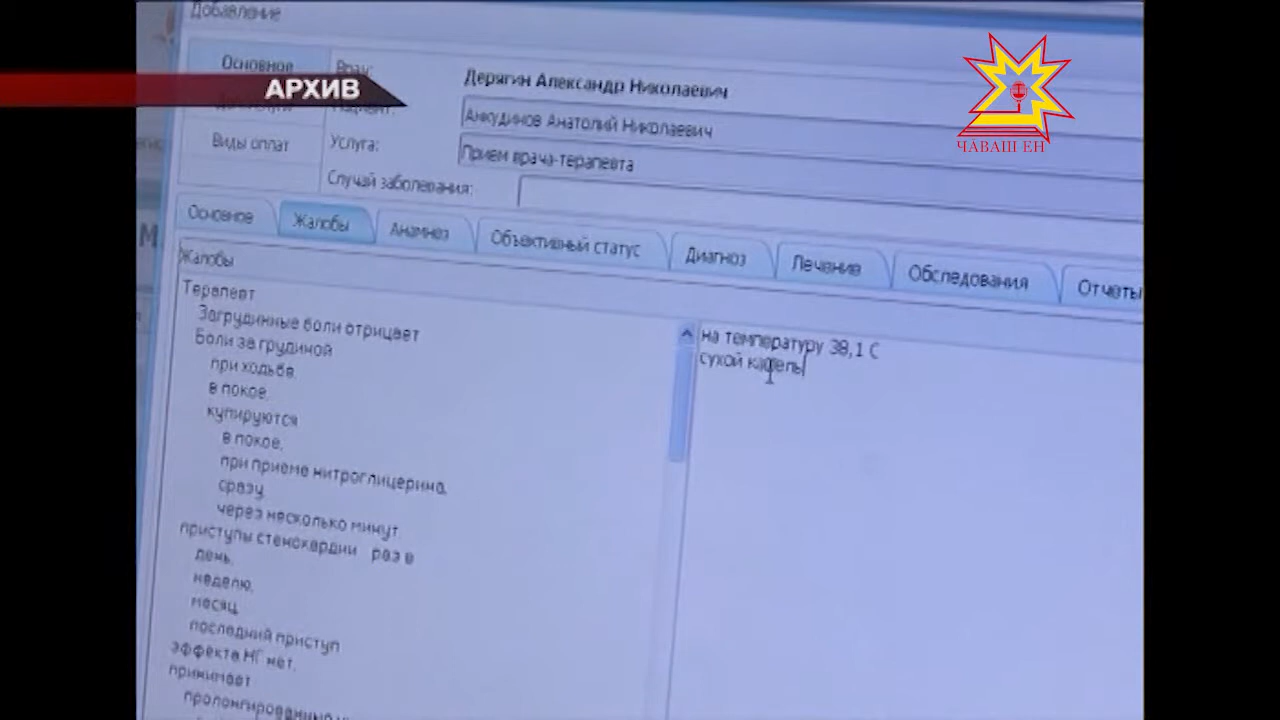 Добавление
АРХИВ
ЧӐВАШ ЕН
Основное
Врач:
Дерягин Александр Николаевич
Анкудинов Анатолий Николаевич
Виды оплат
Услуга:
Прием врача-терапевта
Случай заболевания:
Основное
Жалобы
Анамнез
Объективный статус
Диагноз
Лечение
Обследования
Отчеты
Жалобы
Терапевт
Загрудинные боли отрицает
Боли за грудиной
при ходьбе,
в покое,
купируются
в покое,
при приеме нитроглицерина,
сразу,
через несколько минут.
приступы стенокардии раз в
день,
неделю,
месяц,
последний приступ
эффекта НГ нет.
принимает
на температуру 38,1 С
сухой кашель